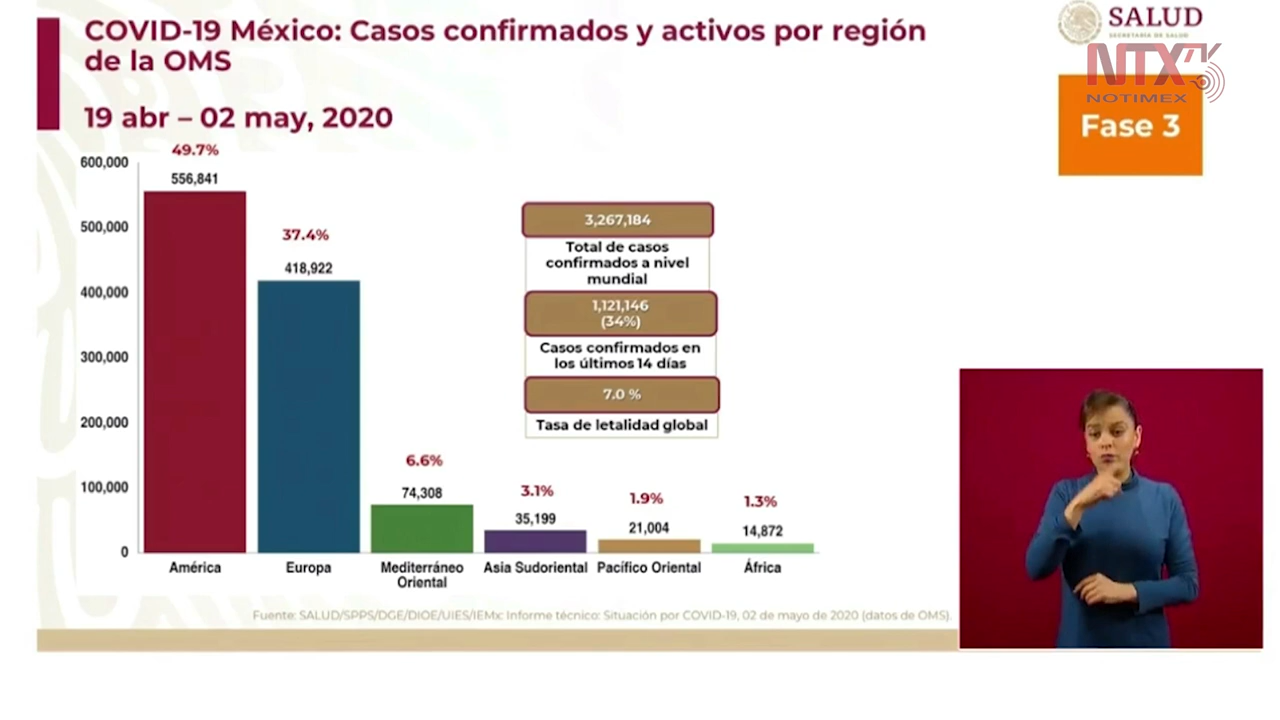 COVID-19 México: Casos confirmados y activos por región
de la OMS
19 abr – 02 may, 2020
SALUD
SECRETARÍA DE SALUD
NTX
NOTIMEX
Fase 3
600,000
500,000
400,000
300,000
200,000
100,000
0
49.7%
556,841
37.4%
418,922
6.6%
74,308
3.1%
35,199
1.9%
21,004
1.3%
14,872
América
Europa
Mediterráneo
Oriental
Asia Sudoriental
Pacífico Oriental
África
3,267,184
Total de casos
confirmados a nivel
mundial
1,121,146
(34%)
Casos confirmados en
los últimos 14 días
7.0 %
Tasa de letalidad global
Fuente: SALUD/SPPS/DGE/DIOE/UIES/IEMx: Informe técnico: Situación por COVID-19, 02 de mayo de 2020 (datos de OMS).